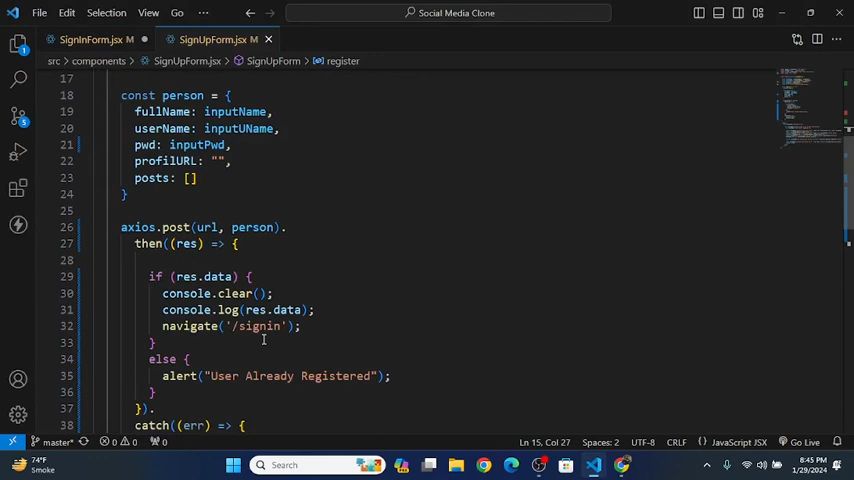 File Edit Selection View Go ··· Social Media Clone
SignInForm.jsx M SignUpForm.jsx M
src > components > SignUpForm.jsx > SignUpForm > register
17
18 const person = {
19 fullName: inputName,
20 userName: inputUName,
21 pwd: inputPwd,
22 profilURL: "",
23 posts: []
24 }
25
26 axios.post(url, person).
27 then((res) => {
28
29 if (res.data) {
30 console.clear();
31 console.log(res.data);
32 navigate('/signin');
33 }
34 else {
35 alert("User Already Registered");
36 }
37 }).
38 catch((err) => {
master* 0 0 0 Ln 15, Col 27 Spaces: 2 UTF-8 CRLF {} JavaScript JSX Go Live
74°F Search 8:45 PM
Smoke 1/29/2024
1
5